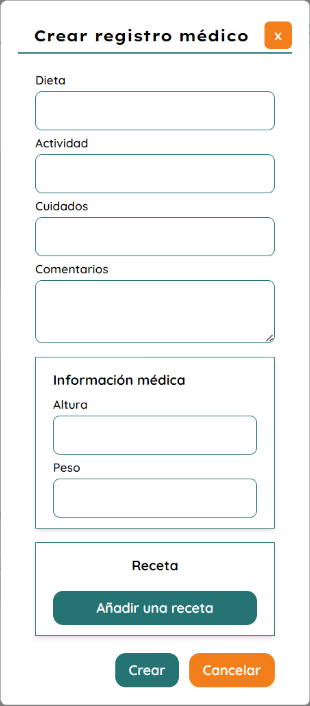 Crear registro médico
x
Dieta
Actividad
Cuidados
Comentarios
Información médica
Altura
Peso
Receta
Añadir una receta
Crear
Cancelar